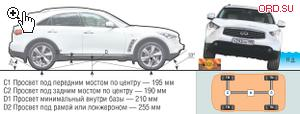 ORD.SU
C1 Просвет под передним мостом по центру — 195 мм
C2 Просвет под задним мостом по центру — 190 мм
D1 Просвет минимальный внутри базы — 210 мм
D2 Просвет под рамой или лонжероном — 255 мм